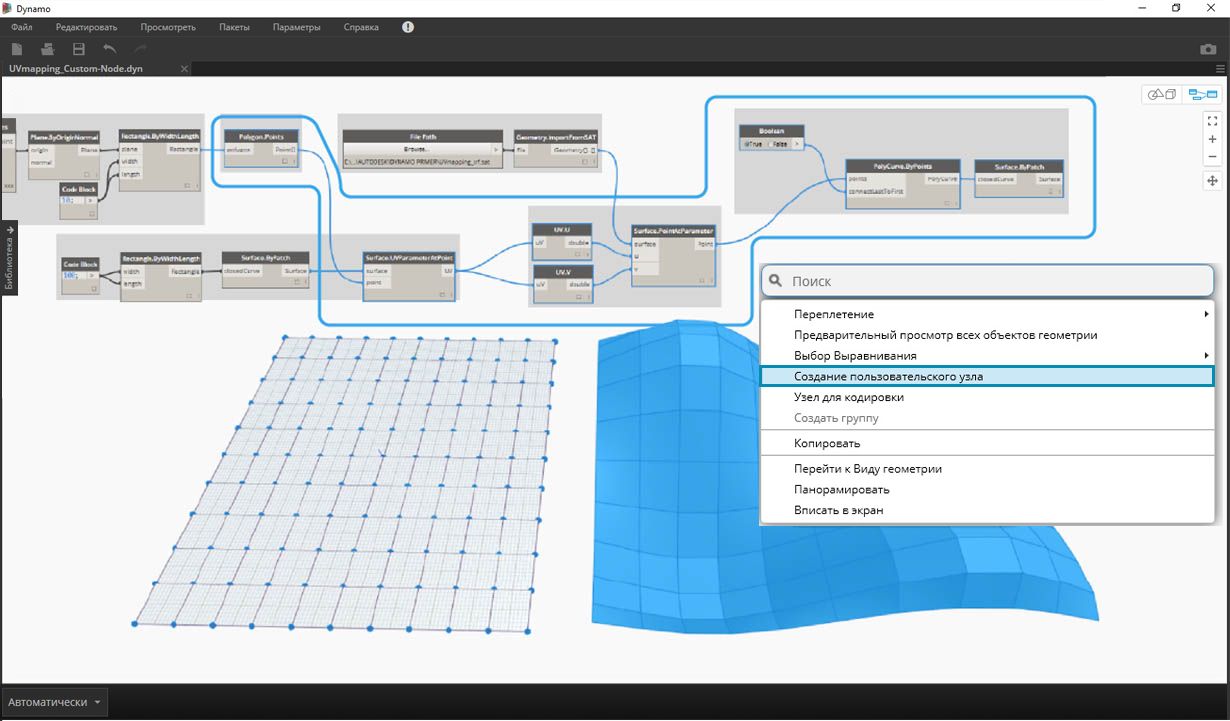 Dynamo
Файл Редактировать Просмотреть Пакеты Параметры Справка
UVmapping_Custom-Node.dyn
Plane.ByOriginNormal
origin Plane
normal
Rectangle.ByWidthLength
plane Rectangle
width
length
Code Block
10; >
Polygon.Points
polygon Point[]
File Path
Browse... >
C:\...\AUTODESK\DYNAMO PRIMER\UVmapping_srf.sat
Geometry.ImportFromSAT
file Geometry[]
Boolean
True False >
PolyCurve.ByPoints
points PolyCurve
connectLastToFirst
Surface.ByPatch
closedCurve Surface
Библиотека
Code Block
100; >
Rectangle.ByWidthLength
width Rectangle
length
Surface.ByPatch
closedCurve Surface
Surface.UVParameterAtPoint
surface UV
point
UV.U
uv double
UV.V
uv double
Surface.PointAtParameter
surface Point
u
v
Поиск
Переплетение
Предварительный просмотр всех объектов геометрии
Выбор Выравнивания
Создание пользовательского узла
Узел для кодировки
Создать группу
Копировать
Перейти к Виду геометрии
Панорамировать
Вписать в экран
Автоматически